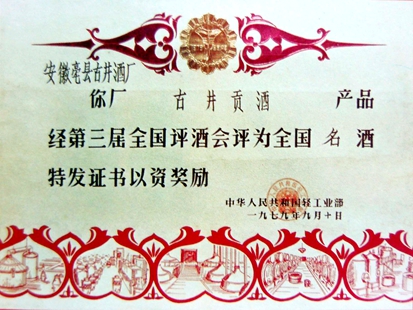 安徽亳县古井酒厂
你厂 古井贡酒 产品
经第三届全国评酒会评为全国名酒
特发证书以资奖励
中华人民共和国轻工业部
一九七九年九月十日